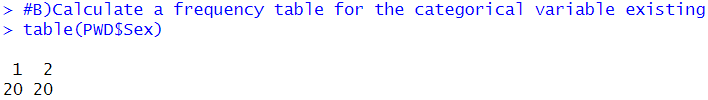 > #B)Calculate a frequency table for the categorical variable existing
> table(PWD$Sex)
1 2
20 20